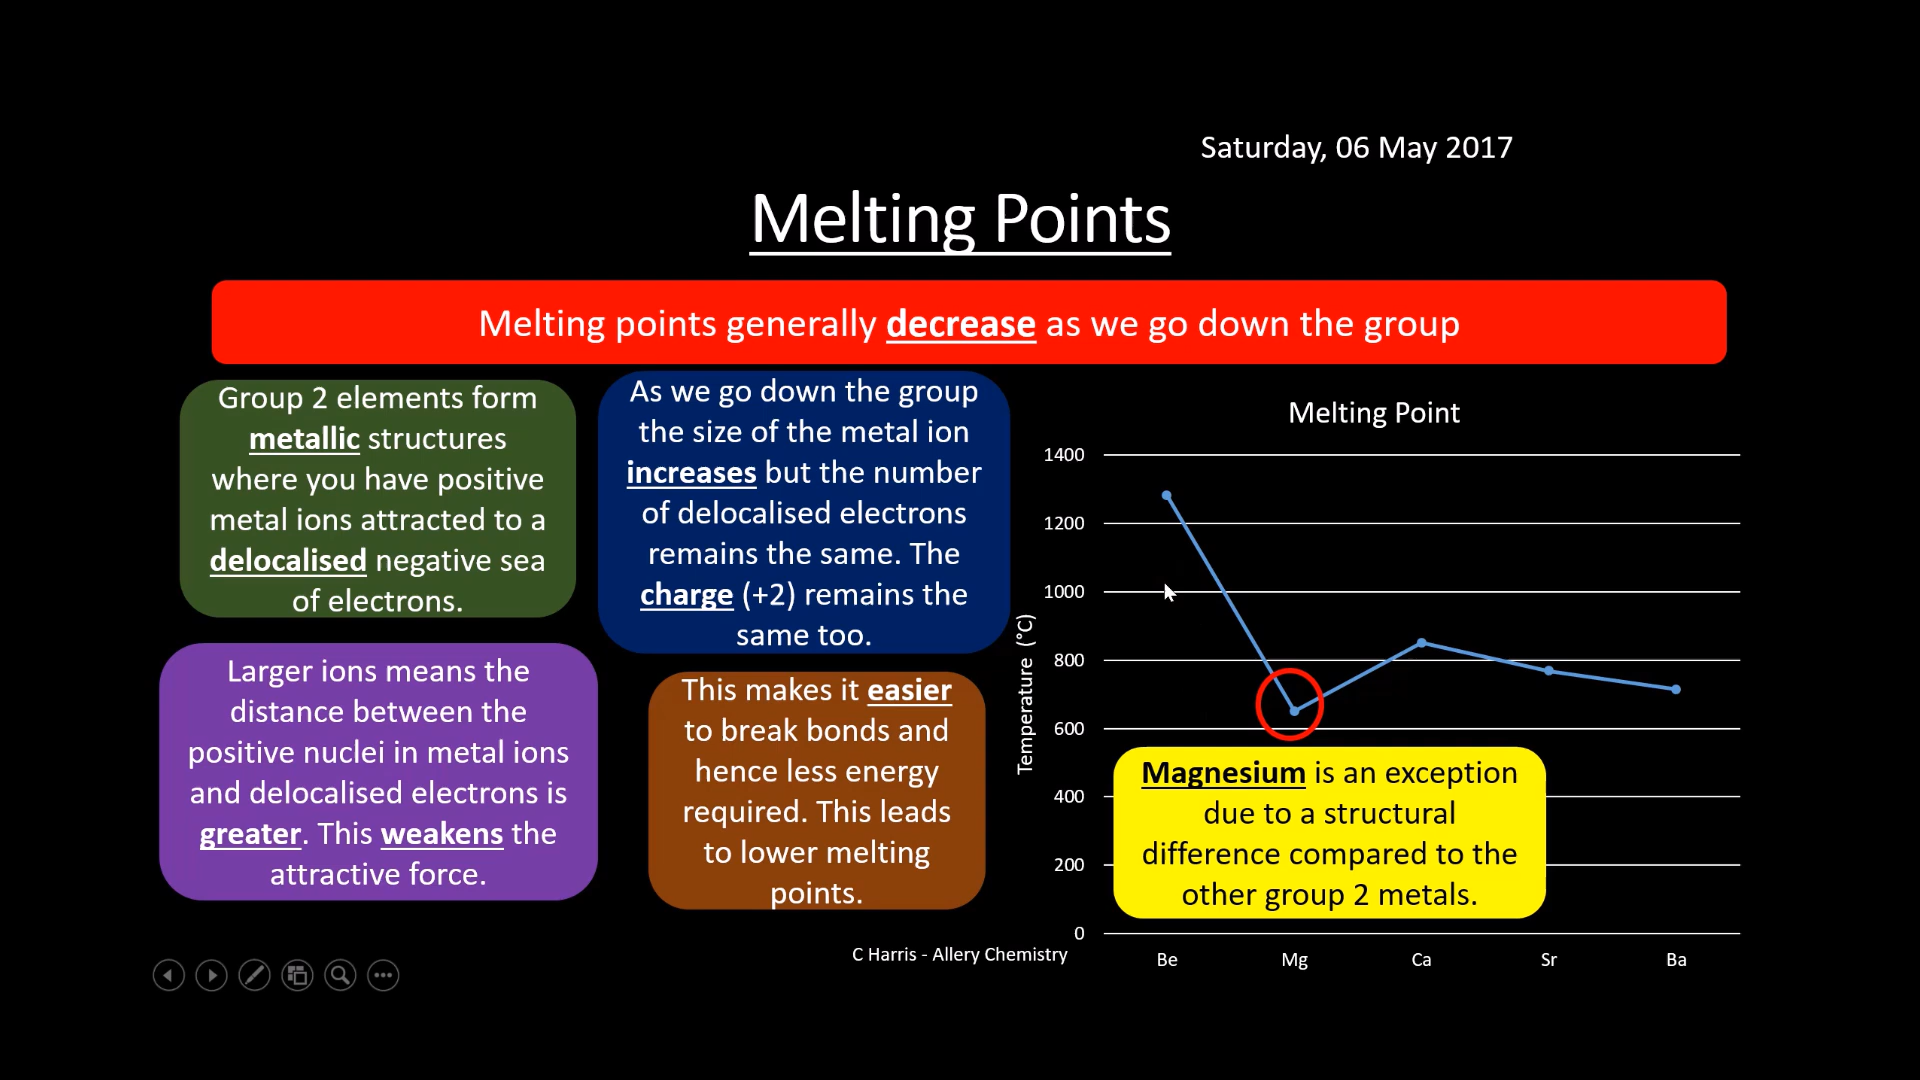 Saturday, 06 May 2017
Melting Points
Melting points generally decrease as we go down the group
Group 2 elements form
metallic structures
where you have positive
metal ions attracted to a
delocalised negative sea
of electrons.
As we go down the group
the size of the metal ion
increases but the number
of delocalised electrons
remains the same. The
charge (+2) remains the
same too.
Larger ions means the
distance between the
positive nuclei in metal ions
and delocalised electrons is
greater. This weakens the
attractive force.
This makes it easier
to break bonds and
hence less energy
required. This leads
to lower melting
points.
Melting Point
1400
1200
1000
800
600
400
200
0
Temperature (°C)
Be Mg Ca Sr Ba
Magnesium is an exception
due to a structural
difference compared to the
other group 2 metals.
C Harris - Allery Chemistry